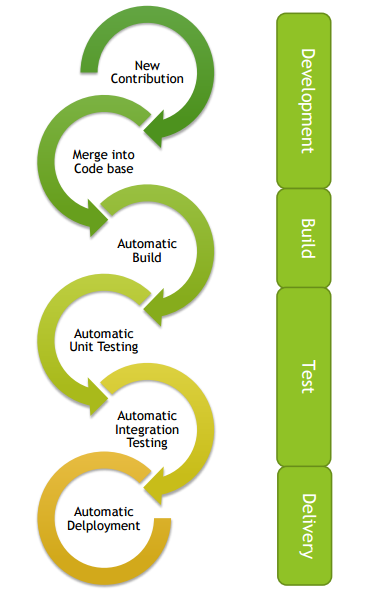 New
Contribution
Development
Merge into
Code base
Automatic
Build
Build
Automatic
Unit Testing
Test
Automatic
Integration
Testing
Automatic
Delployment
Delivery